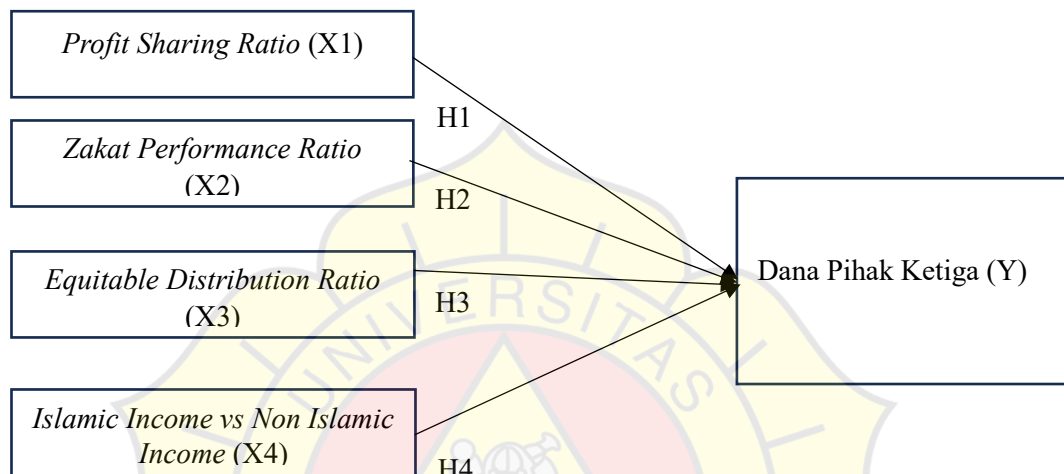 Profit Sharing Ratio (X1)
H1
Zakat Performance Ratio
(X2)
H2
Dana Pihak Ketiga (Y)
Equitable Distribution Ratio
(X3)
H3
Islamic Income vs Non Islamic
Income (X4)
H4
UNIVERSITAS